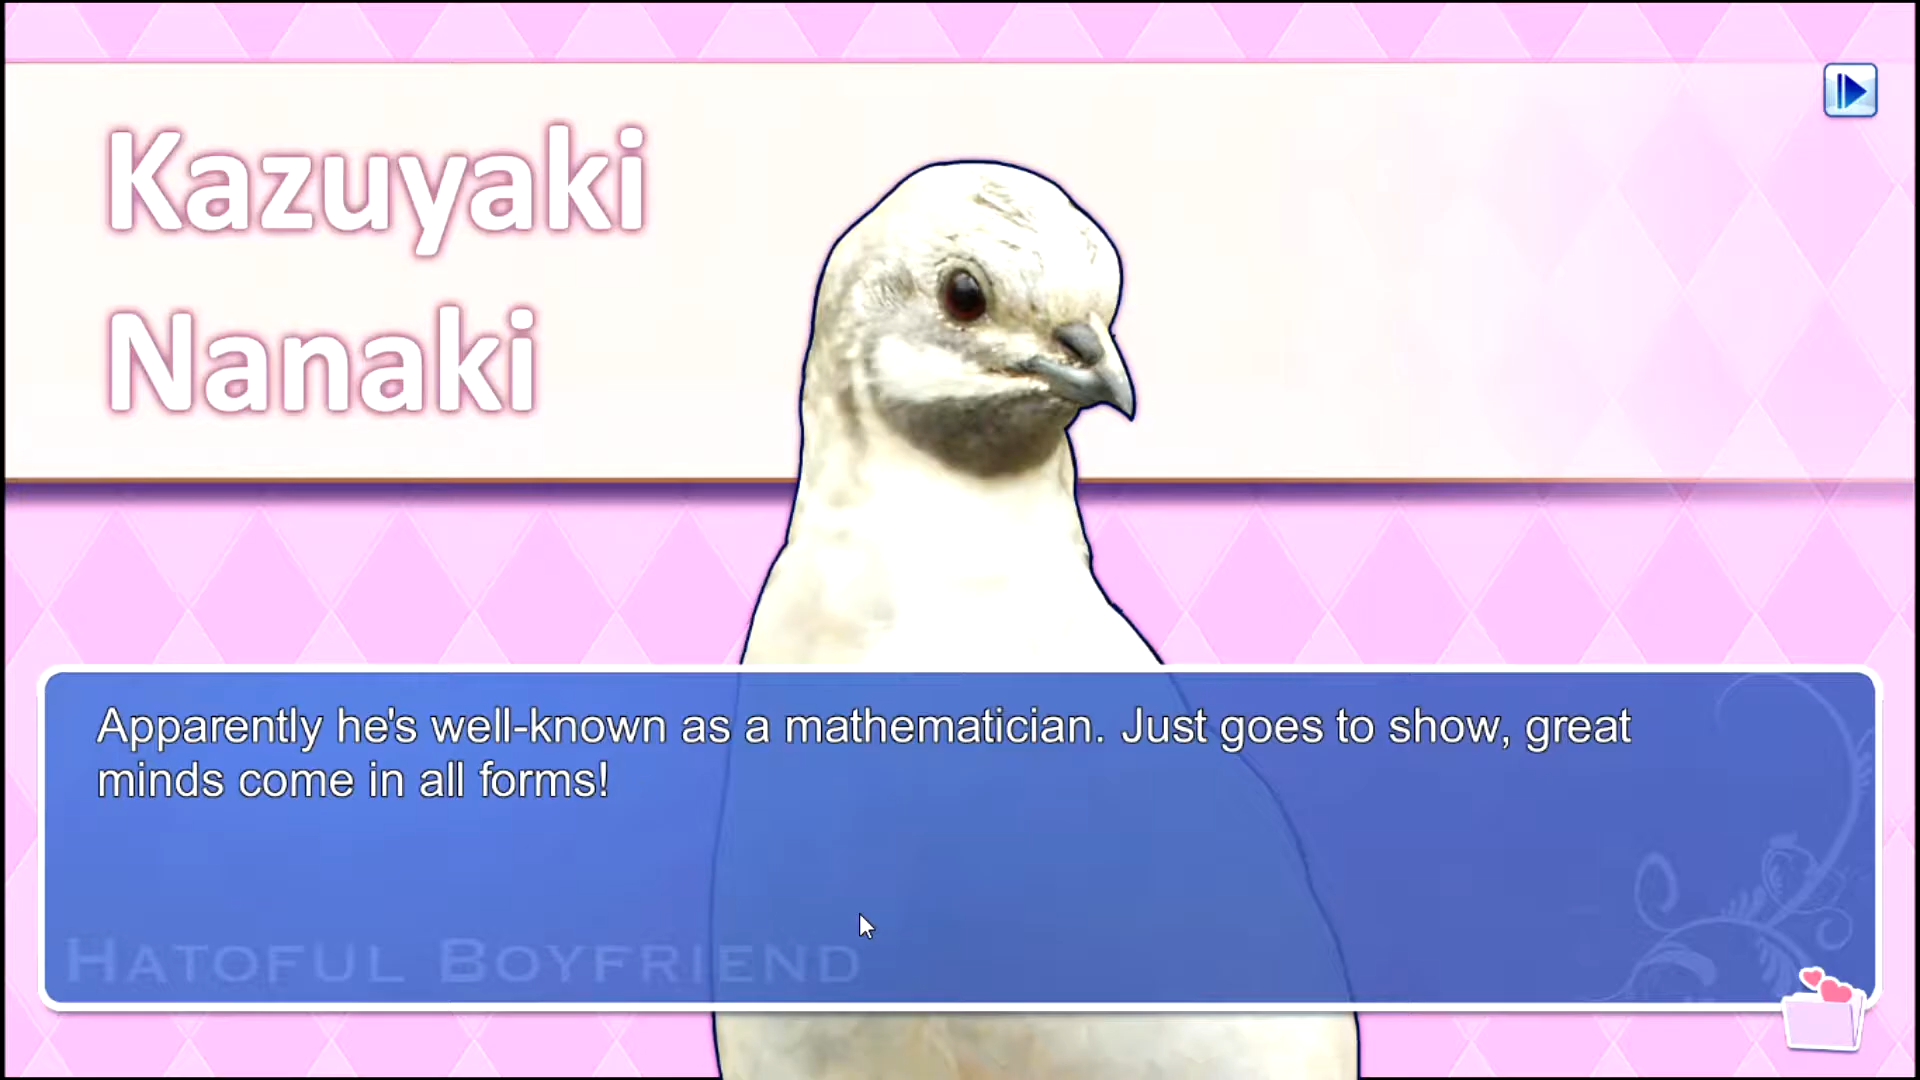 Kazuyaki
Nanaki
Apparently he's well-known as a mathematician. Just goes to show, great
minds come in all forms!
HATOFUL BOYFRIEND